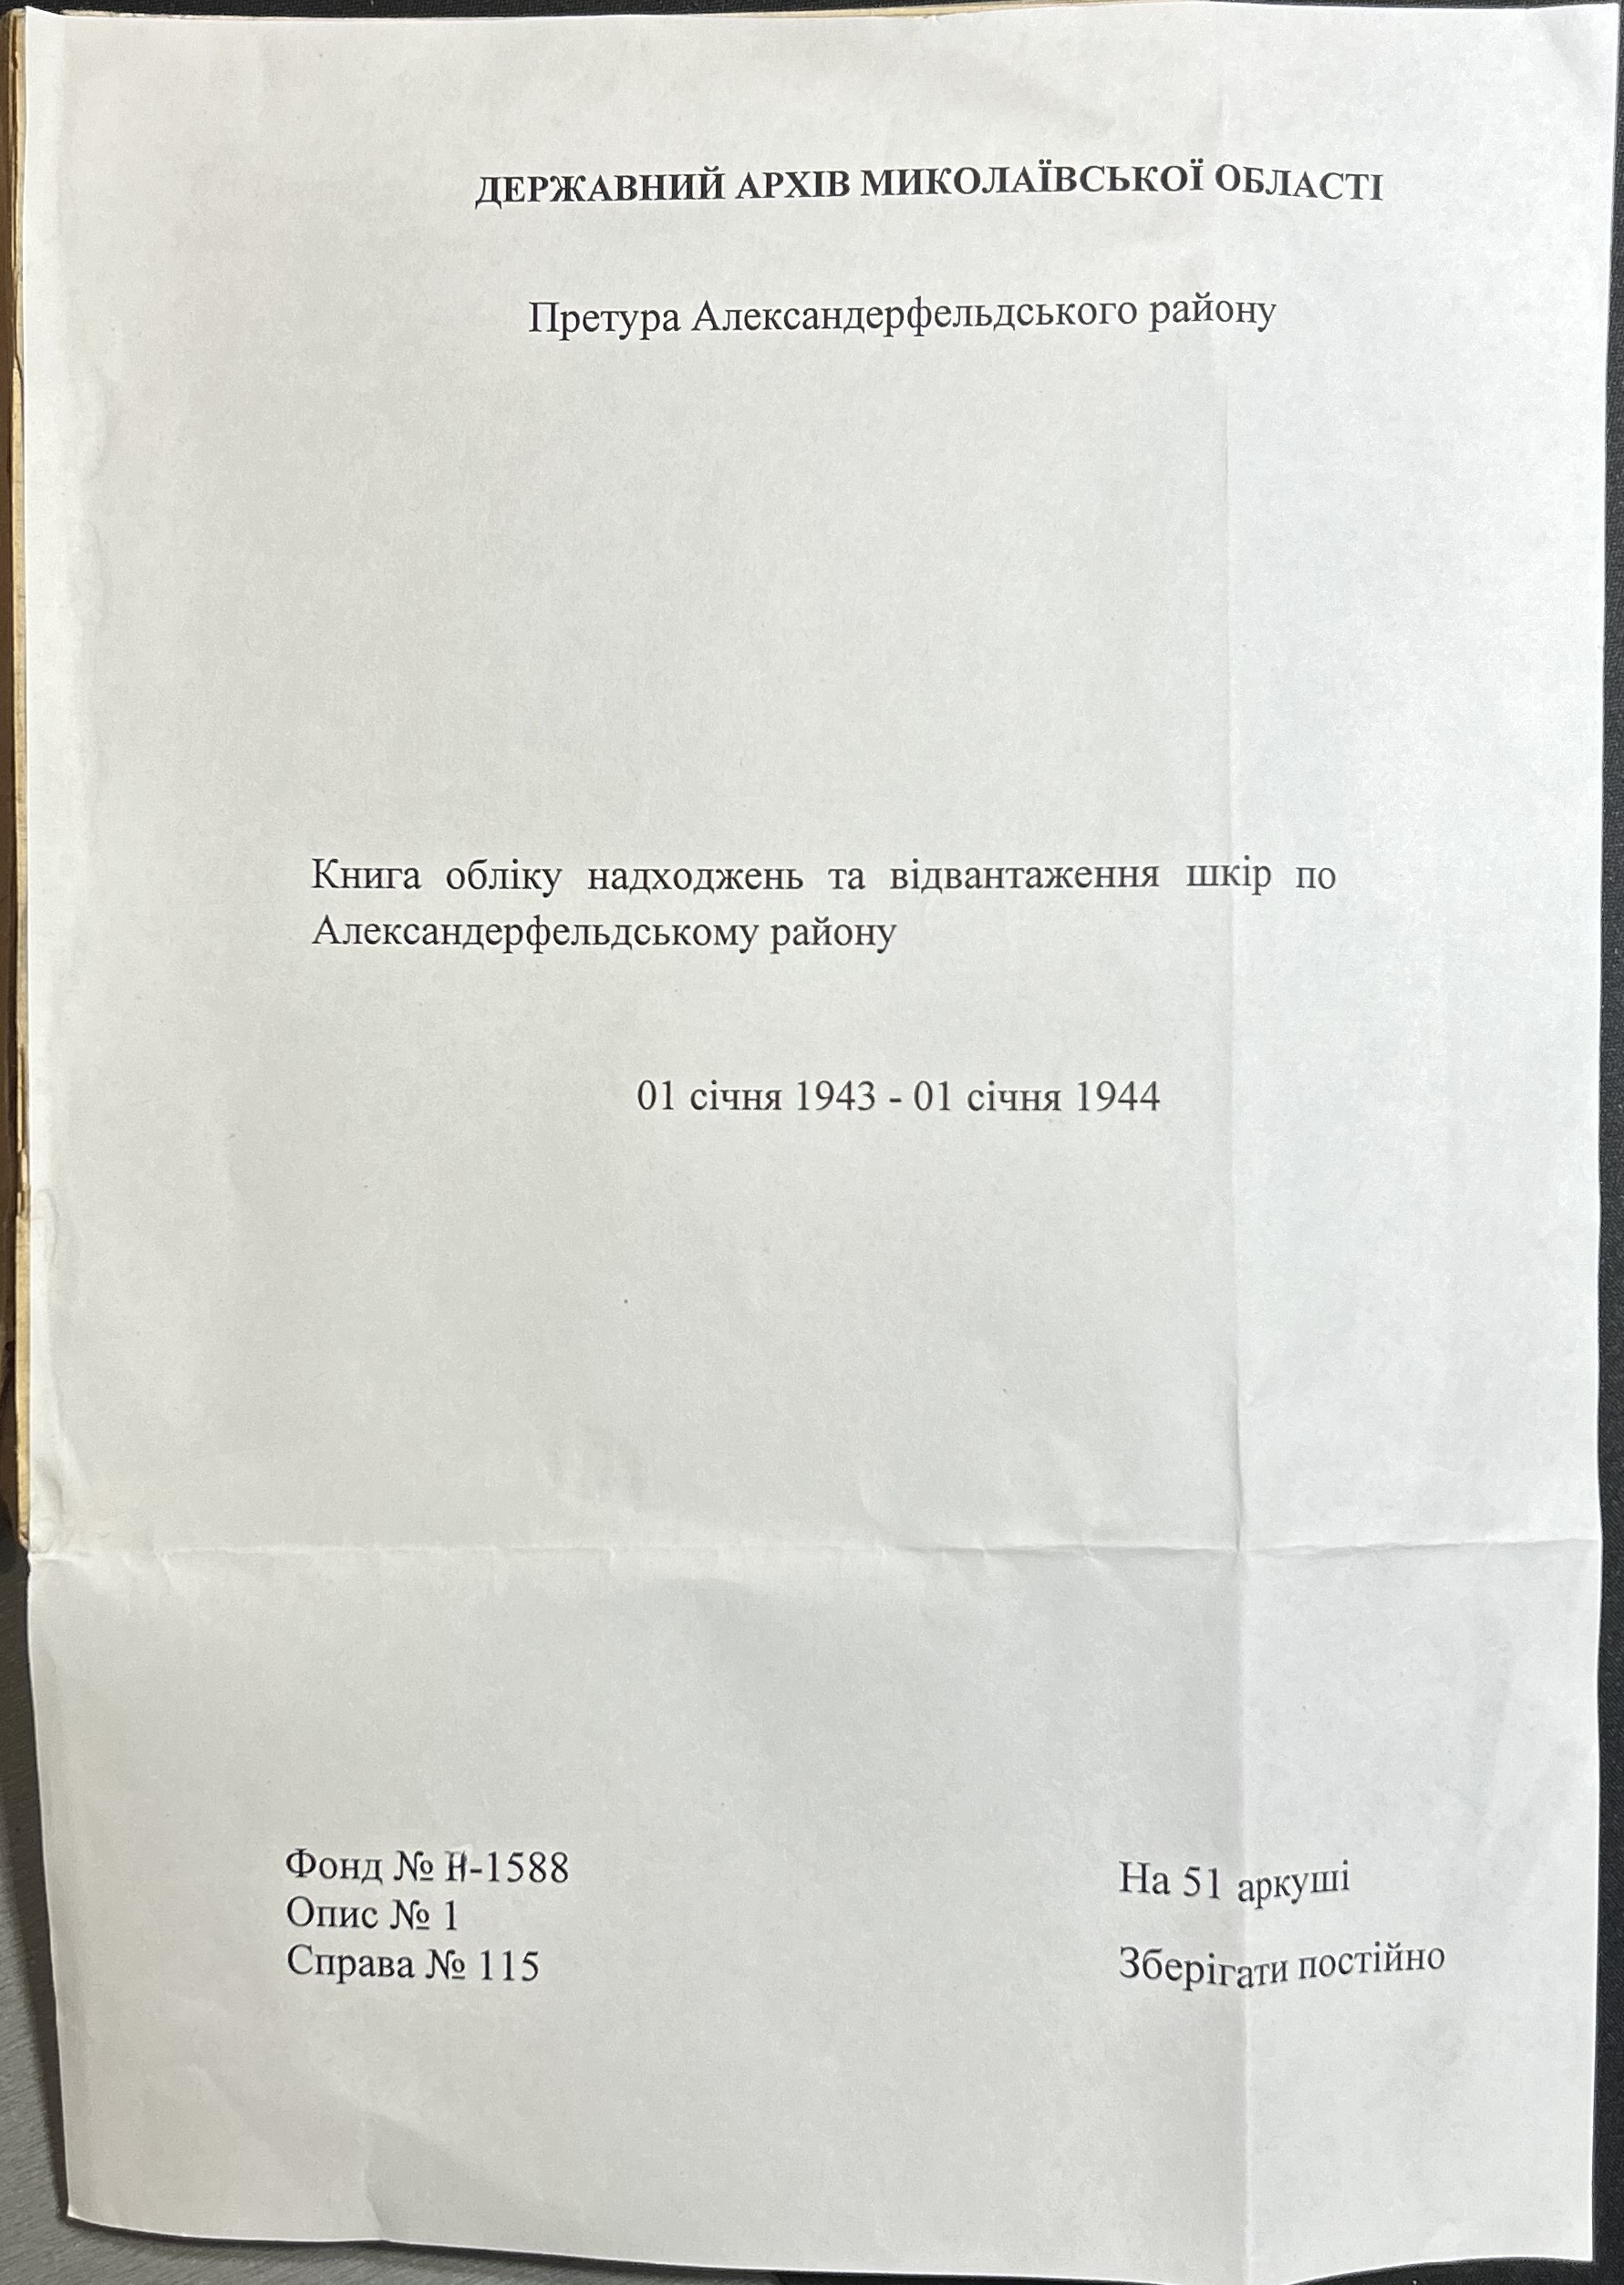 ДЕРЖАВНИЙ АРХІВ МИКОЛАЇВСЬКОЇ ОБЛАСТІ
Претура Александерфельдського району
Книга обліку надходжень та відвантаження шкір по
Александерфельдському району
01 січня 1943 - 01 січня 1944
Фонд № Н-1588
Опис № 1
Справа № 115
На 51 аркуші
Зберігати постійно